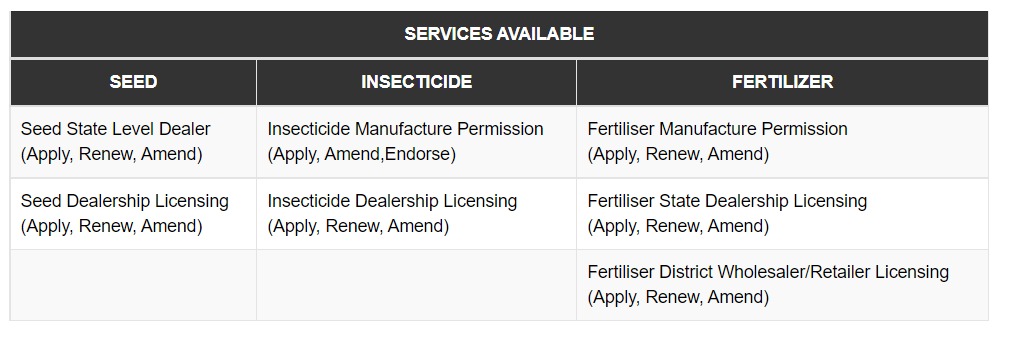 SERVICES AVAILABLE
SEED
INSECTICIDE
FERTILIZER
Seed State Level Dealer
(Apply, Renew, Amend)
Insecticide Manufacture Permission
(Apply, Amend,Endorse)
Fertiliser Manufacture Permission
(Apply, Renew, Amend)
Seed Dealership Licensing
(Apply, Renew, Amend)
Insecticide Dealership Licensing
(Apply, Renew, Amend)
Fertiliser State Dealership Licensing
(Apply, Renew, Amend)
Fertiliser District Wholesaler/Retailer Licensing
(Apply, Renew, Amend)